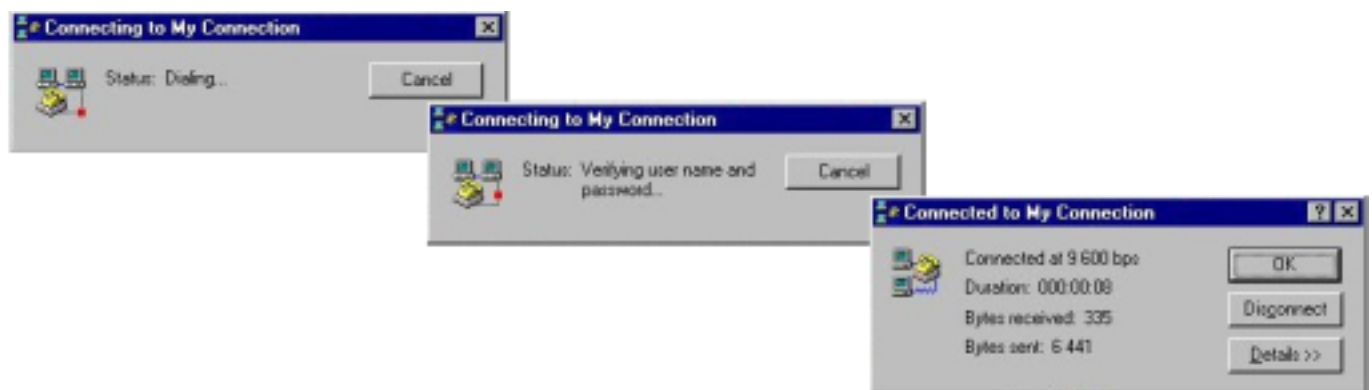 Connecting to My Connection
Status: Dialing...
Cancel
Connecting to My Connection
Status: Verifying user name and
password...
Cancel
Connected to My Connection
Connected at 9 600 bps
Duration: 000:00:08
Bytes received: 335
Bytes sent: 6 441
OK
Disconnect
Details >>